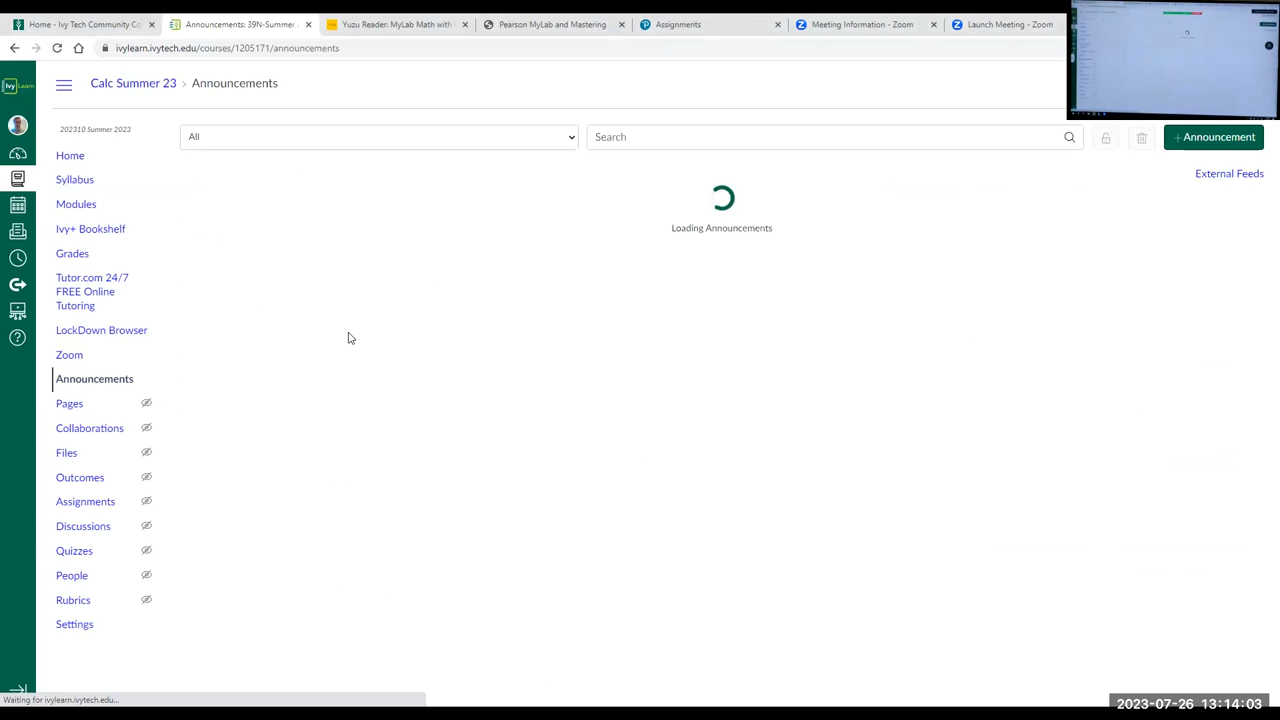 Home - Ivy Tech Community Co
Announcements: 39N-Summer
Yuzu Reader: MyLab Math with
Pearson MyLab and Mastering
Assignments
Meeting Information - Zoom
Launch Meeting - Zoom
ivylearn.ivytech.edu/courses/1205171/announcements
Ivy Learn
Calc Summer 23 > Announcements
202310 Summer 2023
All
Search
+ Announcement
External Feeds
Loading Announcements
Home
Syllabus
Modules
Ivy+ Bookshelf
Grades
Tutor.com 24/7
FREE Online
Tutoring
LockDown Browser
Zoom
Announcements
Pages
Collaborations
Files
Outcomes
Assignments
Discussions
Quizzes
People
Rubrics
Settings
Waiting for ivylearn.ivytech.edu...
2023-07-26 13:14:03